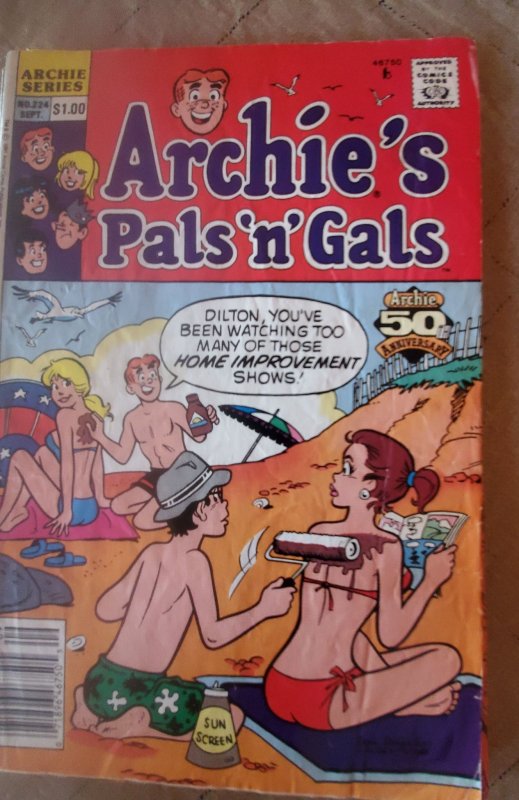 ARCHIE
SERIES
NO.224
SEPT.
$1.00
46750
APPROVED
BY THE
COMICS
CODE
AUTHORITY
Archie's
Pals 'n' Gals
TM
DILTON, YOU'VE
BEEN WATCHING TOO
MANY OF THOSE
HOME IMPROVEMENT
SHOWS!
Archie
50TH
ANNIVERSARY
SUN
SCREEN